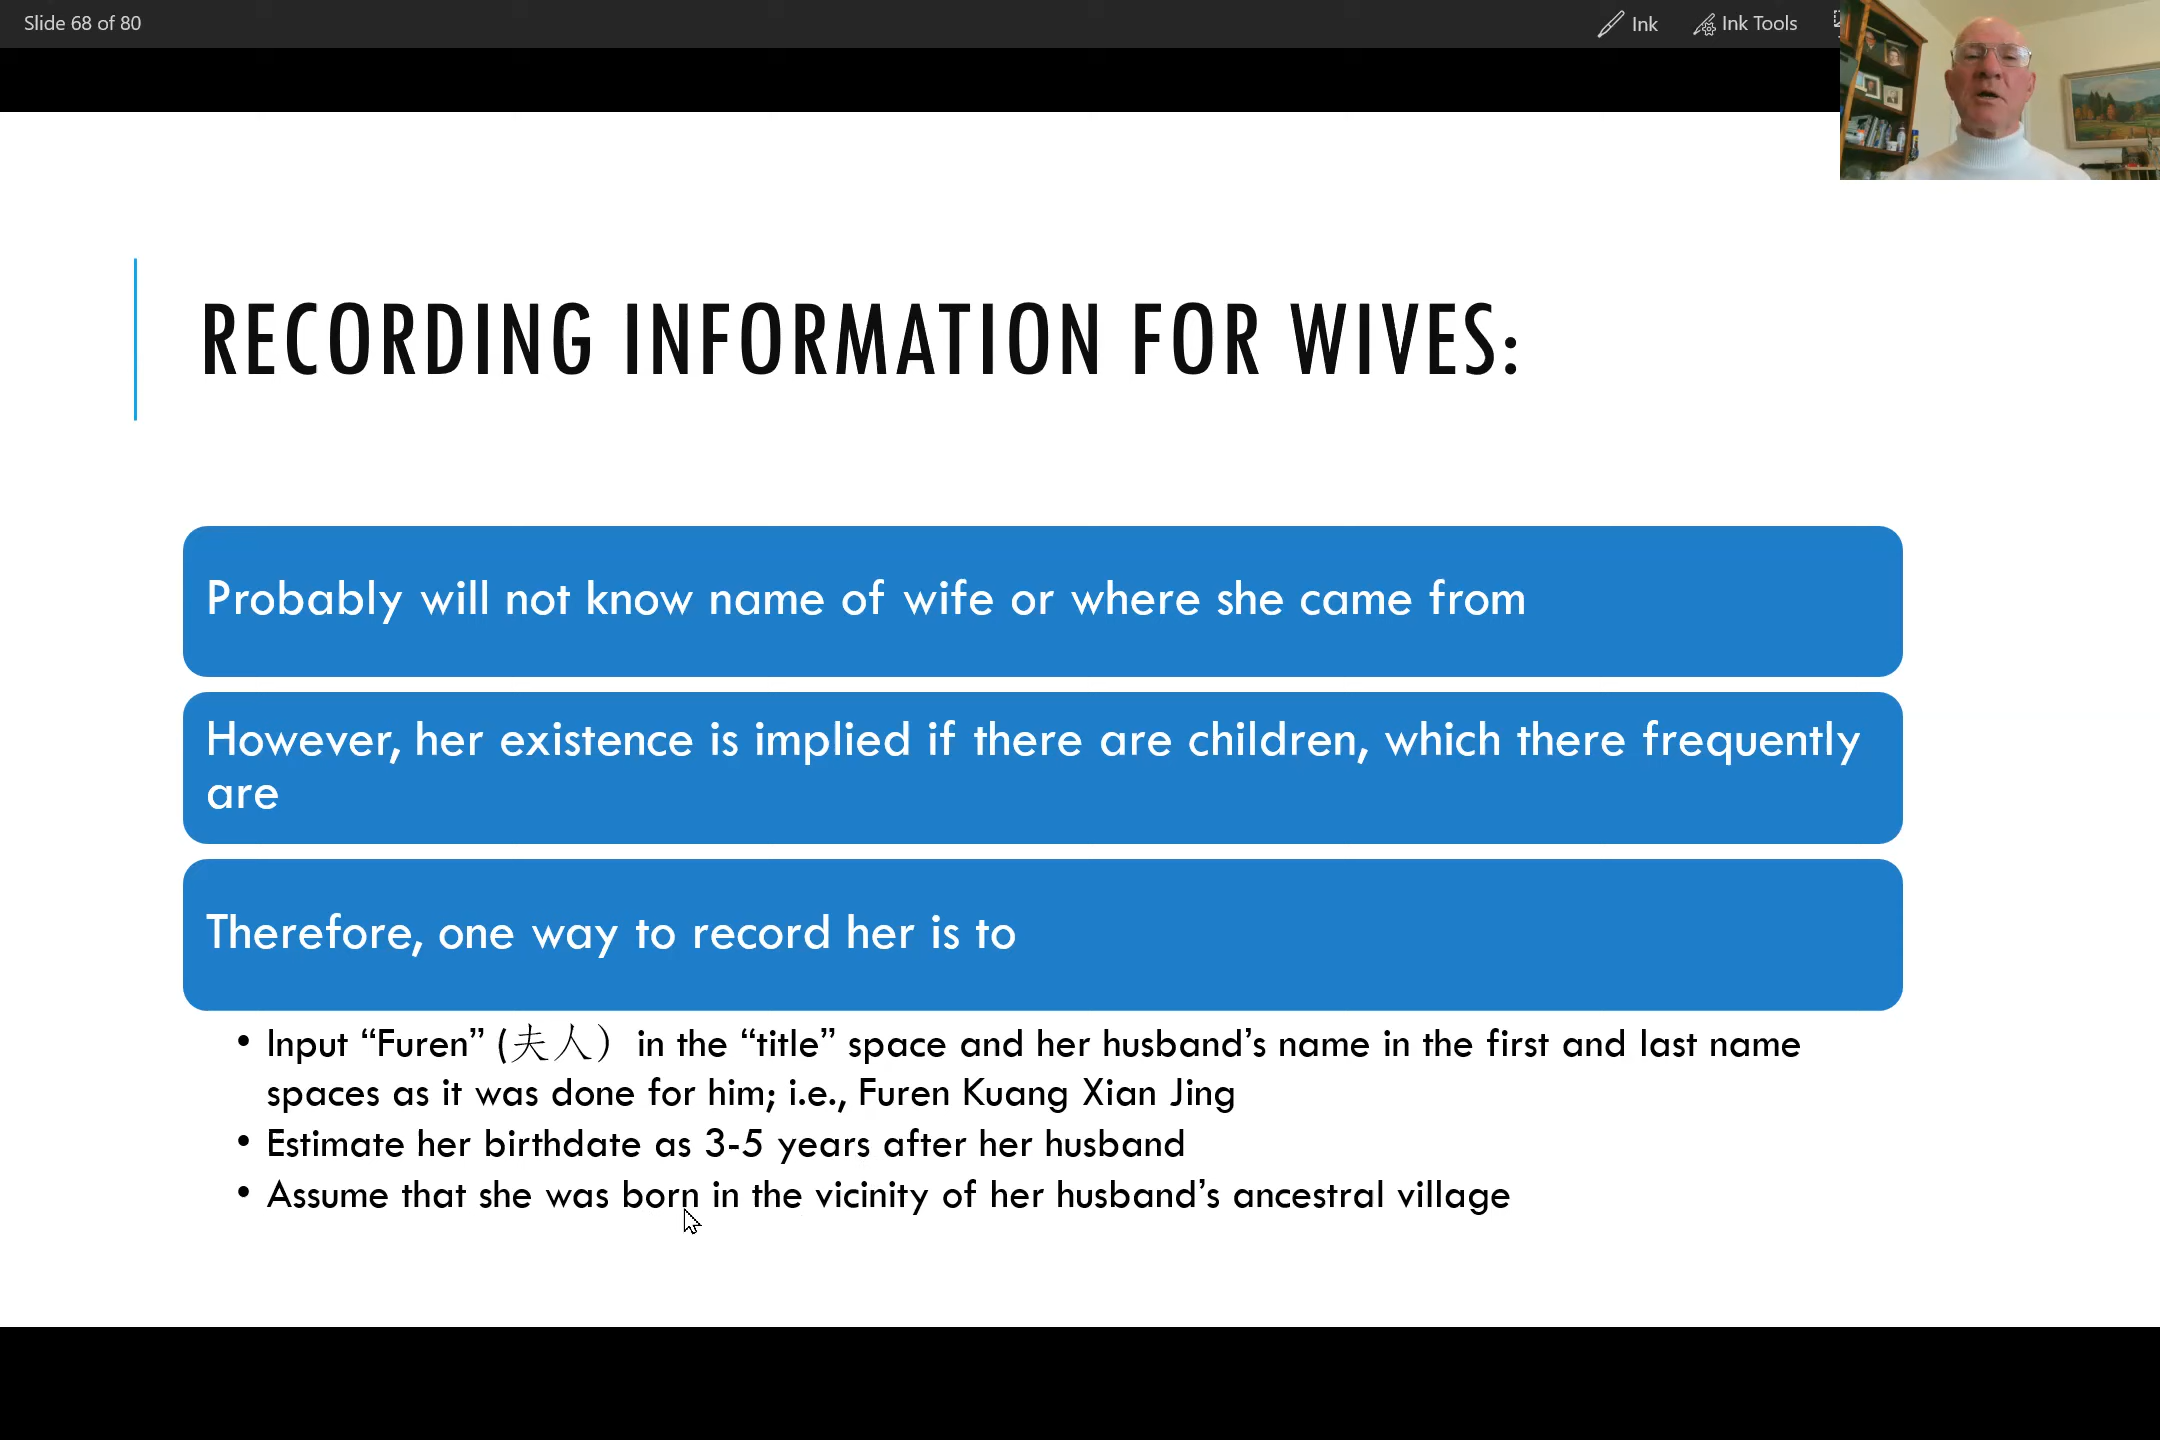 Slide 68 of 80
Ink
Ink Tools
RECORDING INFORMATION FOR WIVES:
Probably will not know name of wife or where she came from
However, her existence is implied if there are children, which there frequently
are
Therefore, one way to record her is to
• Input “Furen” (夫人） in the “title” space and her husband’s name in the first and last name
spaces as it was done for him; i.e., Furen Kuang Xian Jing
• Estimate her birthdate as 3-5 years after her husband
• Assume that she was born in the vicinity of her husband’s ancestral village